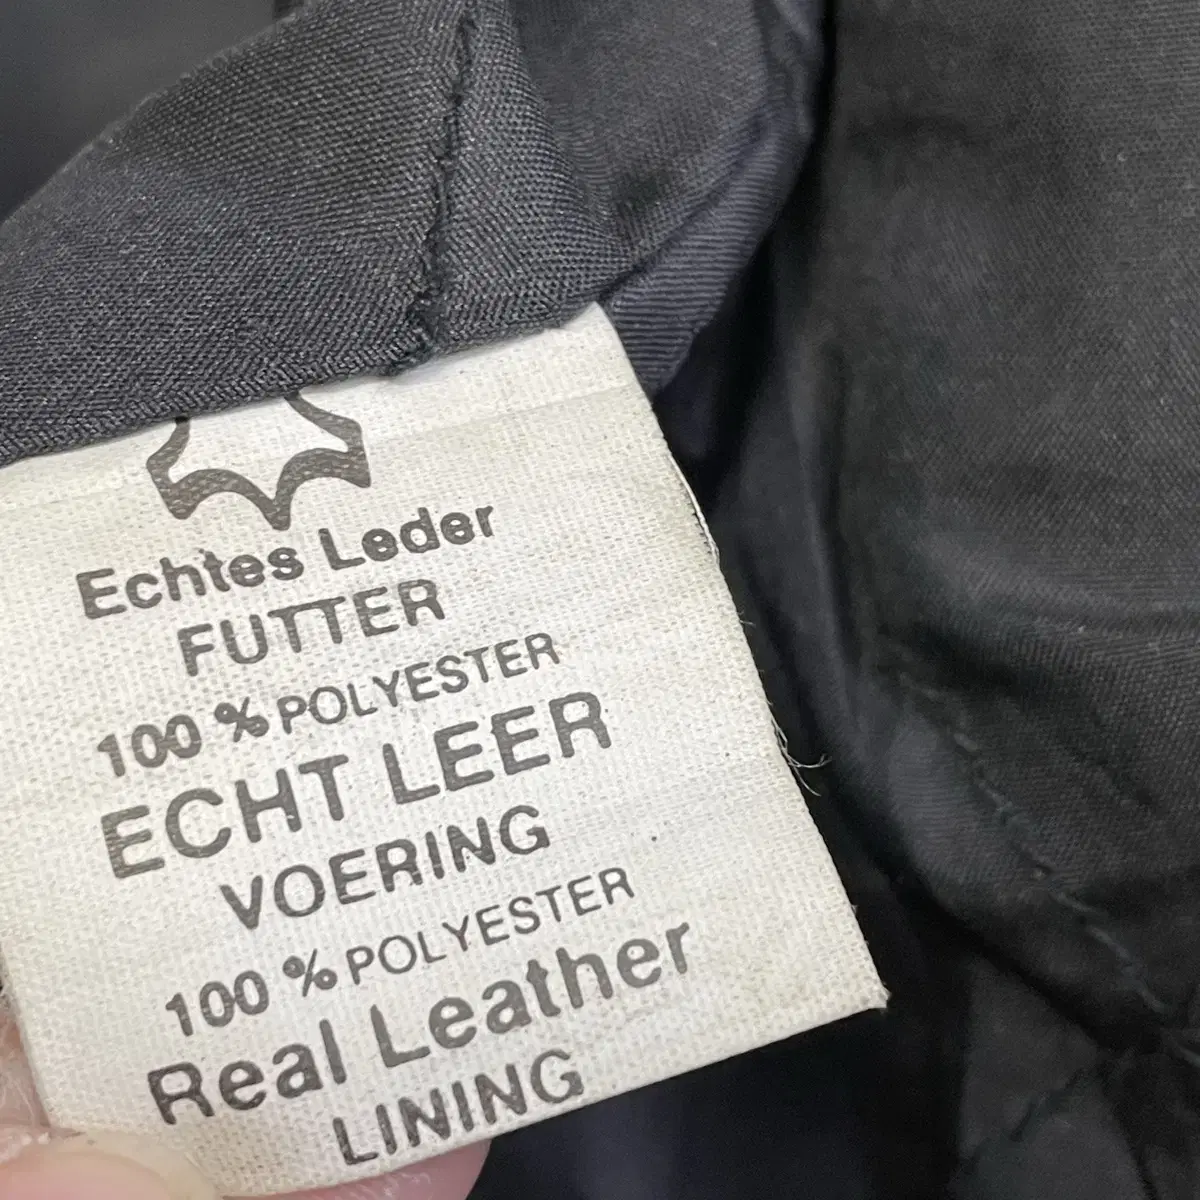 Echtes Leder
FUTTER
100 % POLYESTER
ECHT LEER
VOERING
100 % POLYESTER
Real Leather
LINING